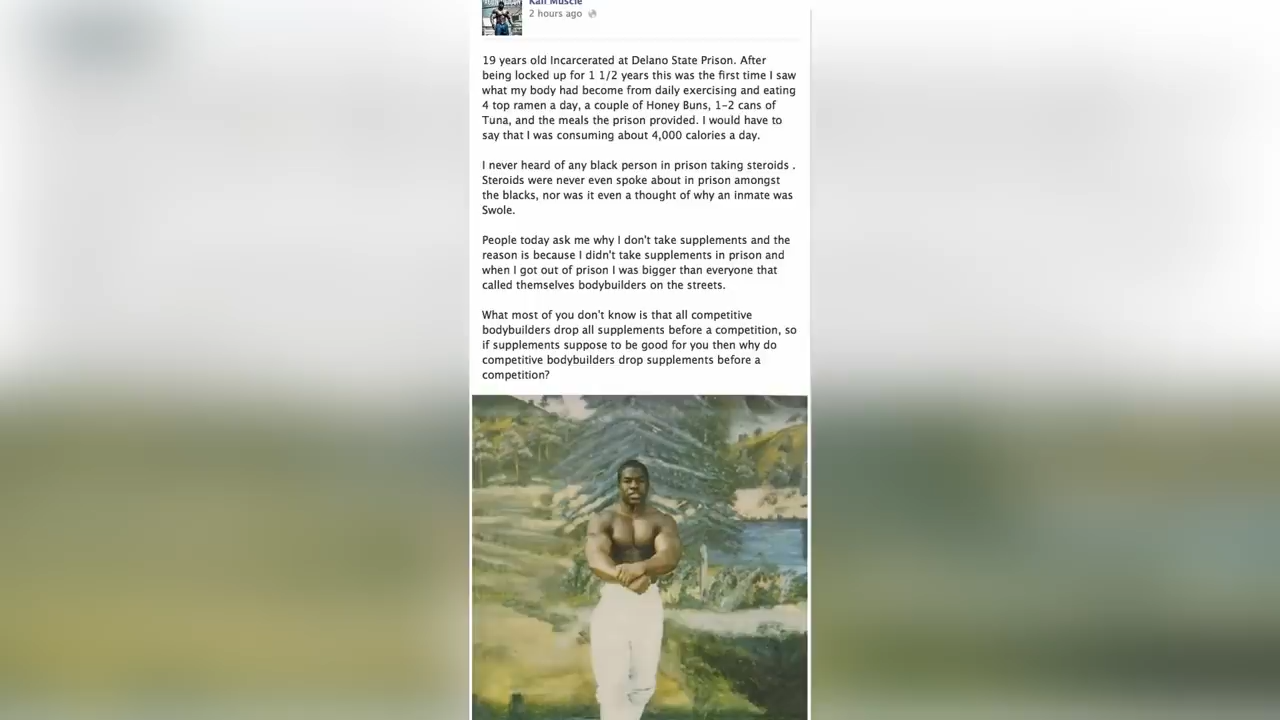 Kali Muscle
2 hours ago
19 years old Incarcerated at Delano State Prison. After
being locked up for 1 1/2 years this was the first time I saw
what my body had become from daily exercising and eating
4 top ramen a day, a couple of Honey Buns, 1-2 cans of
Tuna, and the meals the prison provided. I would have to
say that I was consuming about 4,000 calories a day.
I never heard of any black person in prison taking steroids .
Steroids were never even spoke about in prison amongst
the blacks, nor was it even a thought of why an inmate was
Swole.
People today ask me why I don't take supplements and the
reason is because I didn't take supplements in prison and
when I got out of prison I was bigger than everyone that
called themselves bodybuilders on the streets.
What most of you don't know is that all competitive
bodybuilders drop all supplements before a competition, so
if supplements suppose to be good for you then why do
competitive bodybuilders drop supplements before a
competition?